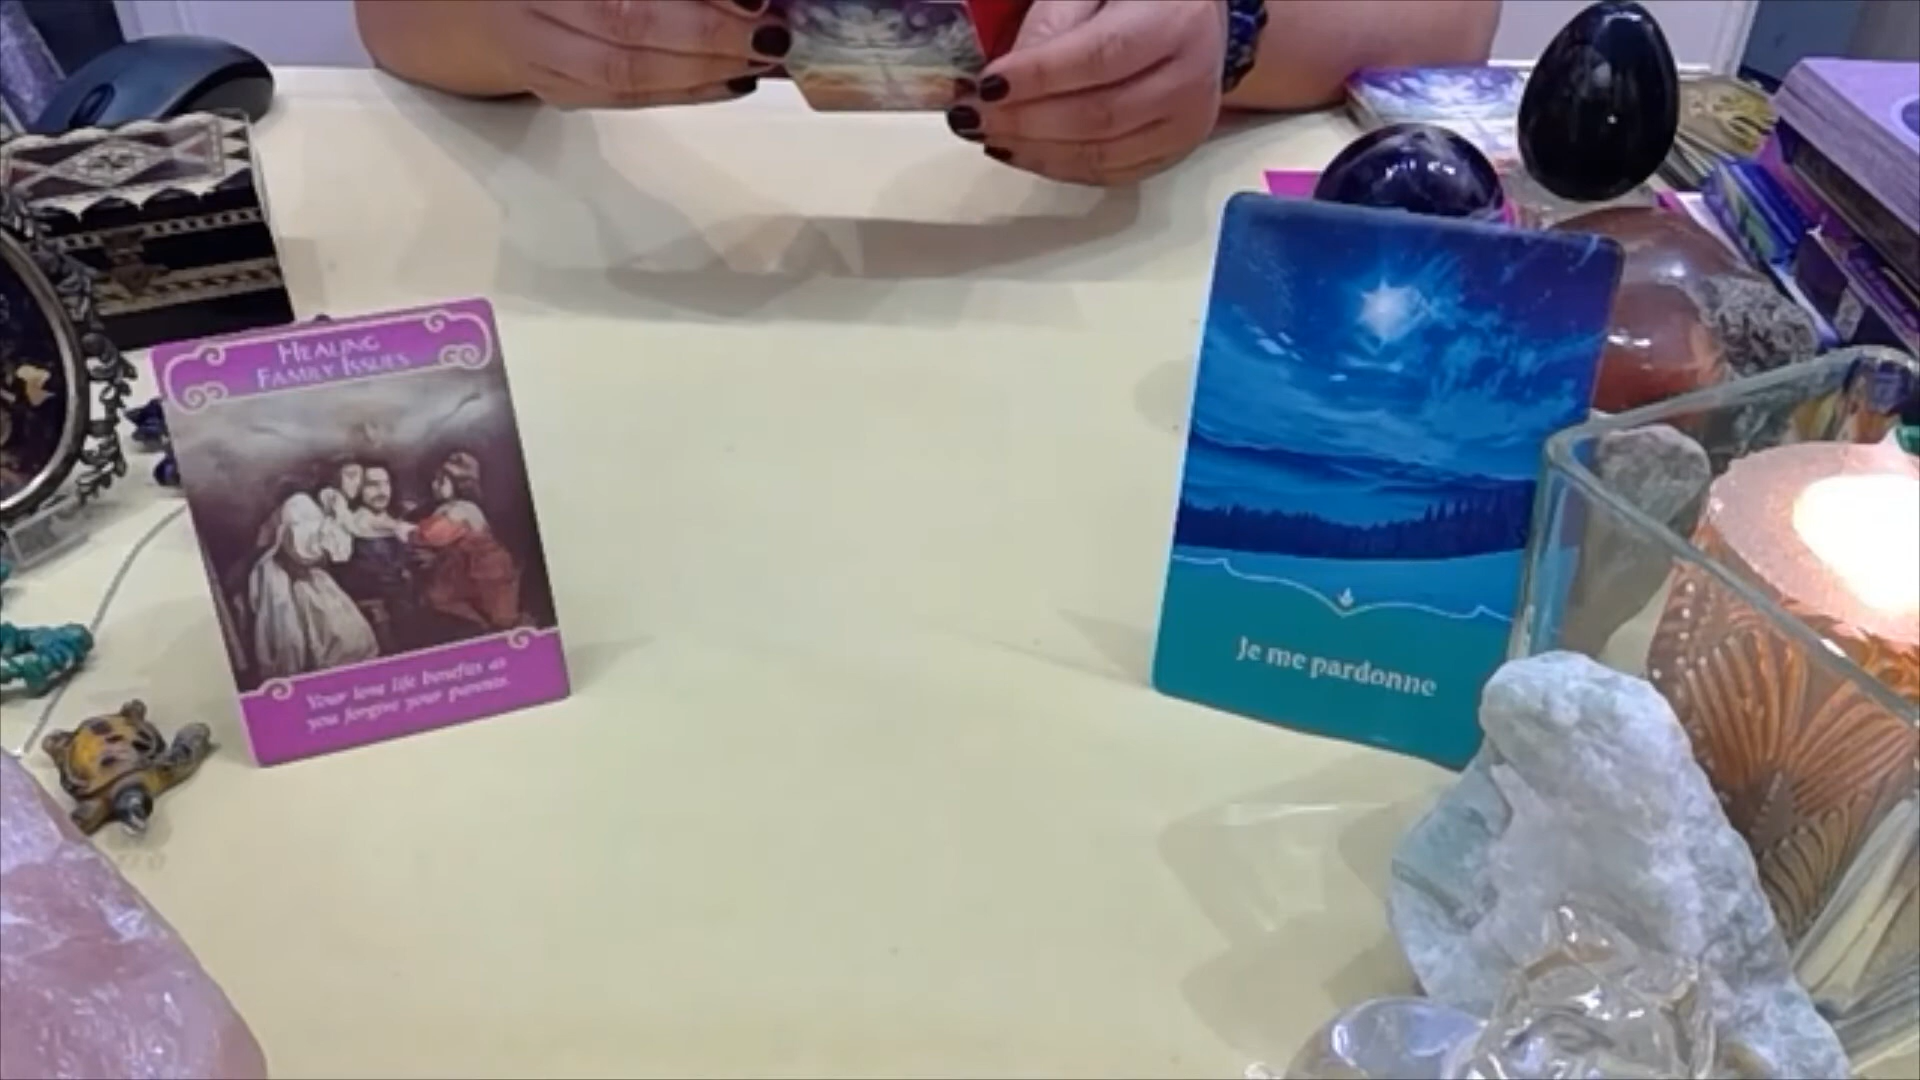 Healing
Family Issues
Your love life benefits as
you forgive your parents.
Je me pardonne